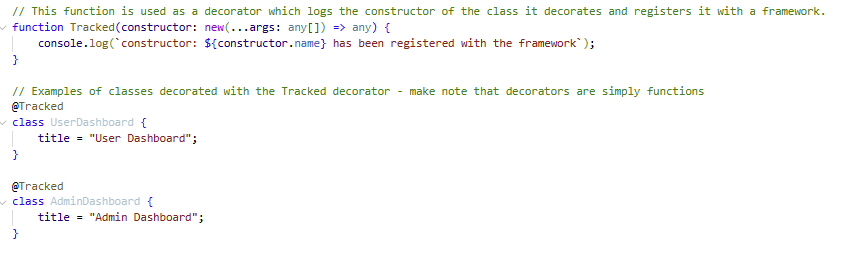 // This function is used as a decorator which logs the constructor of the class it decorates and registers it with a framework.
function Tracked(constructor: new(...args: any[]) => any) {
    console.log(`constructor: ${constructor.name} has been registered with the framework`);
}
// Examples of classes decorated with the Tracked decorator - make note that decorators are simply functions
@Tracked
class UserDashboard {
    title = "User Dashboard";
}
@Tracked
class AdminDashboard {
    title = "Admin Dashboard";
}